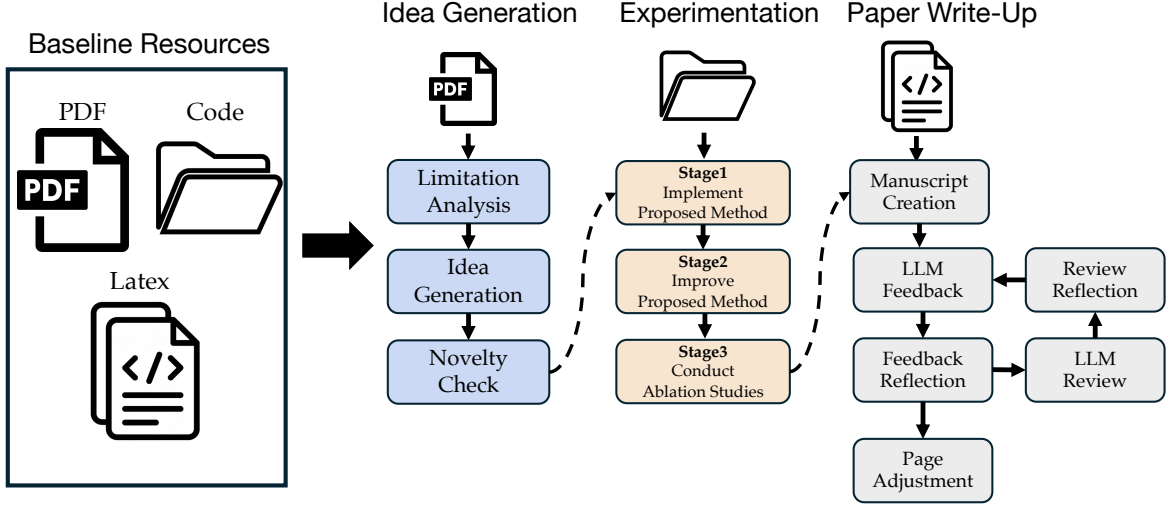 Baseline Resources
PDF
Code
PDF
Latex
</>
Idea Generation
PDF
Limitation
Analysis
Idea
Generation
Novelty
Check
Experimentation
Stage1
Implement
Proposed Method
Stage2
Improve
Proposed Method
Stage3
Conduct
Ablation Studies
Paper Write-Up
</>
Manuscript
Creation
LLM
Feedback
Review
Reflection
Feedback
Reflection
LLM
Review
Page
Adjustment